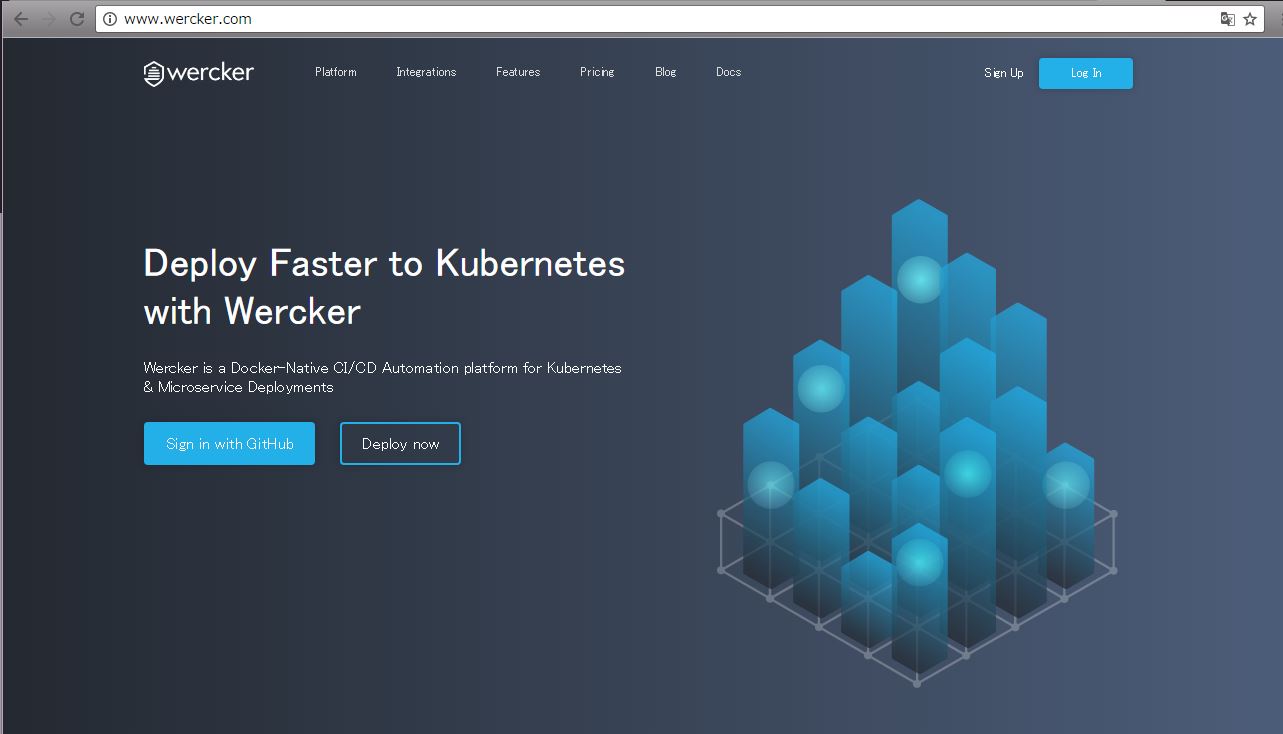 www.wercker.com
wercker Platform Integrations Features Pricing Blog Docs Sign Up Log In
Deploy Faster to Kubernetes
with Wercker
Wercker is a Docker-Native CI/CD Automation platform for Kubernetes
& Microservice Deployments
Sign in with GitHub Deploy now